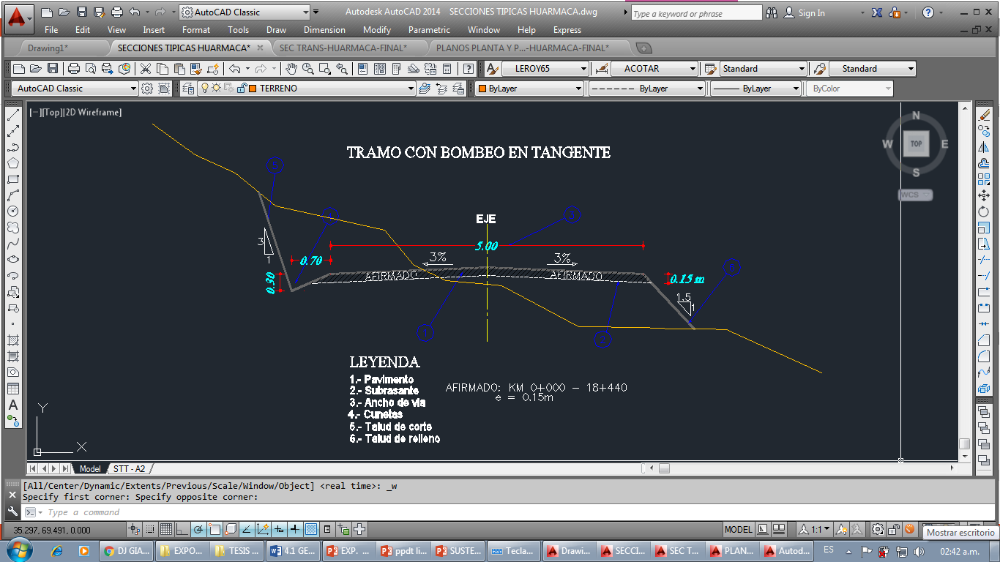 Autodesk AutoCAD 2014 SECCIONES TIPICAS HUARMACA.dwg
AutoCAD Classic
Type a keyword or phrase
Sign In
File Edit View Insert Format Tools Draw Dimension Modify Parametric Window Help Express
Drawing1* SECCIONES TIPICAS HUARMACA* SEC TRANS-HUARMACA-FINAL* PLANOS PLANTA Y P...-HUARMACA-FINAL*
LEROY65 ACOTAR Standard Standard
AutoCAD Classic TERRENO ByLayer ByLayer ByLayer ByColor
[−][Top][2D Wireframe]
N
W TOP E
S
WCS
TRAMO CON BOMBEO EN TANGENTE
EJE
5.00
3
1
0.70
3% 3%
0.30
AFIRMADO AFIRMADO
0.15 m
1.5
1
1
LEYENDA
1.- Pavimento
2.- Subrasante
3.- Ancho de via
4.- Cunetas
5.- Talud de corte
6.- Talud de relleno
AFIRMADO: KM 0+000 - 18+440
e = 0.15m
Y
X
Model STT - A2
[All/Center/Dynamic/Extents/Previous/Scale/Window/Object] <real time>: _w
Specify first corner: Specify opposite corner:
Type a command
35.297, 69.491, 0.000
MODEL
1:1
Mostrar escritorio
DJ GIA... EXPO... TESIS 4.1 GE... EXP. ... ppdt li... SUSTE... Tecla... Drawi... SECCI... SEC T... PLAN... Autod...
ES
02:42 a.m.